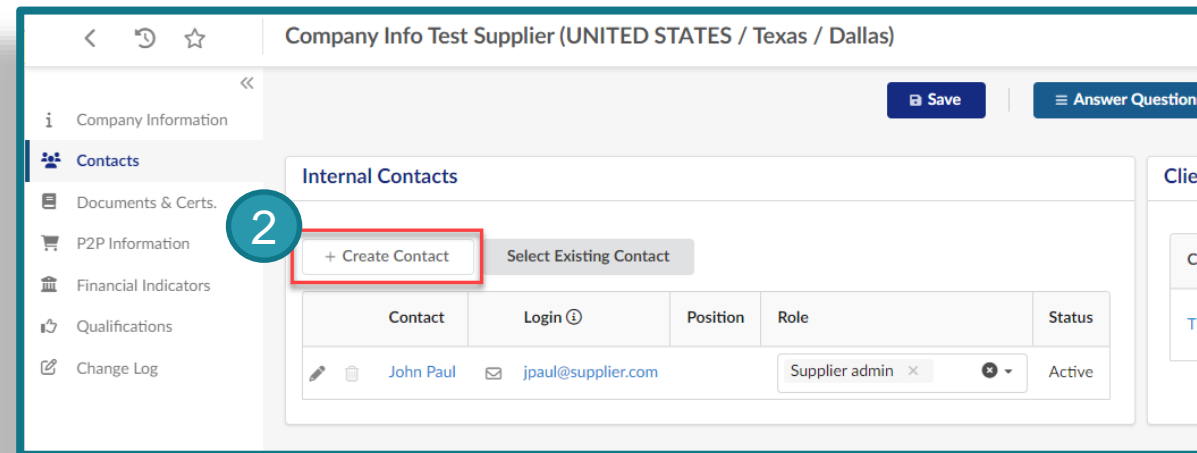 Company Info Test Supplier (UNITED STATES / Texas / Dallas)
Save
Answer Question
Company Information
Contacts
Documents & Certs.
P2P Information
Financial Indicators
Qualifications
Change Log
Internal Contacts
2
+ Create Contact
Select Existing Contact
Contact Login Position Role Status
John Paul jpaul@supplier.com Supplier admin × Active
Clie
C
T